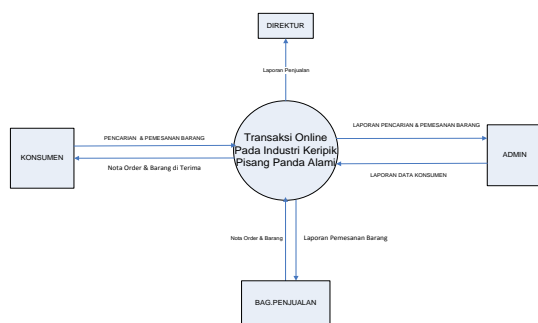 DIREKTUR
Laporan Penjualan
Transaksi Online
Pada Industri Keripik
Pisang Panda Alami
PENCARIAN & PEMESANAN BARANG
LAPORAN PENCARIAN & PEMESANAN BARANG
KONSUMEN
ADMIN
Nota Order & Barang di Terima
LAPORAN DATA KONSUMEN
Nota Order & Barang
Laporan Pemesanan Barang
BAG.PENJUALAN